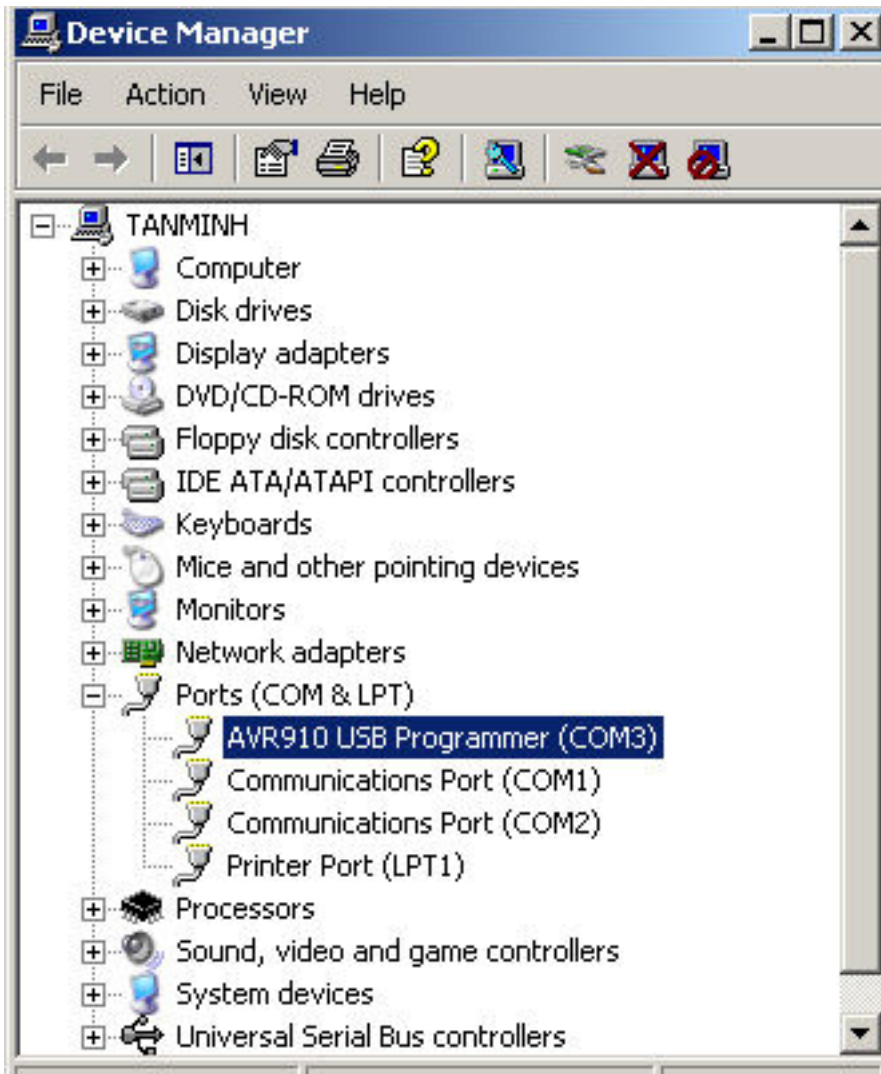 Device Manager
File Action View Help
TANMINH
Computer
Disk drives
Display adapters
DVD/CD-ROM drives
Floppy disk controllers
IDE ATA/ATAPI controllers
Keyboards
Mice and other pointing devices
Monitors
Network adapters
Ports (COM & LPT)
AVR910 USB Programmer (COM3)
Communications Port (COM1)
Communications Port (COM2)
Printer Port (LPT1)
Processors
Sound, video and game controllers
System devices
Universal Serial Bus controllers